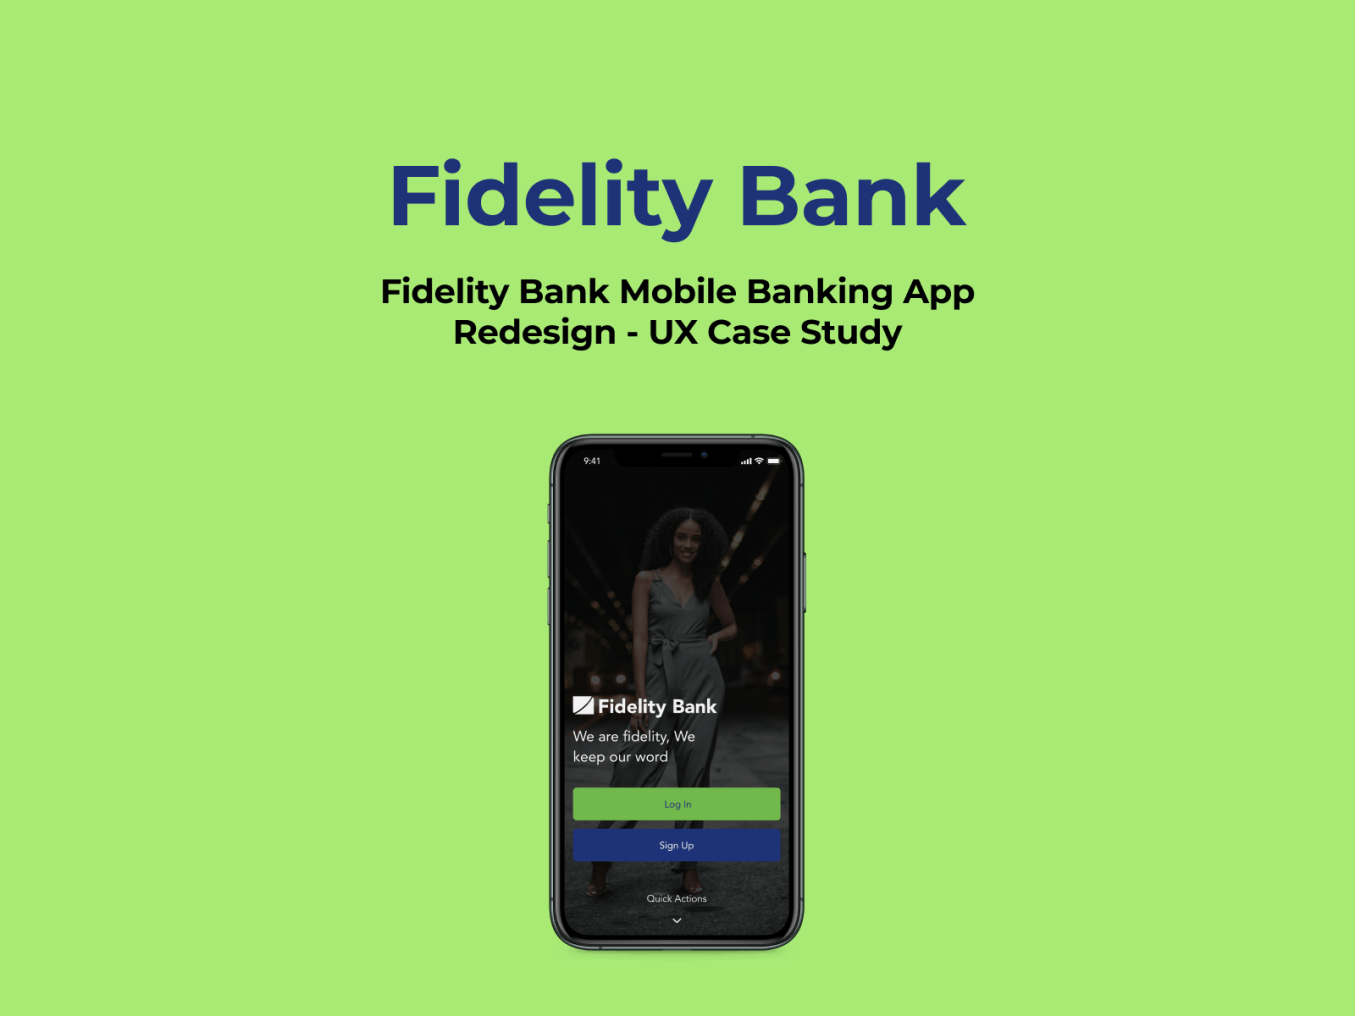 Fidelity Bank
Fidelity Bank Mobile Banking App
Redesign - UX Case Study
9:41
Fidelity Bank
We are fidelity, We
keep our word
Log In
Sign Up
Quick Actions